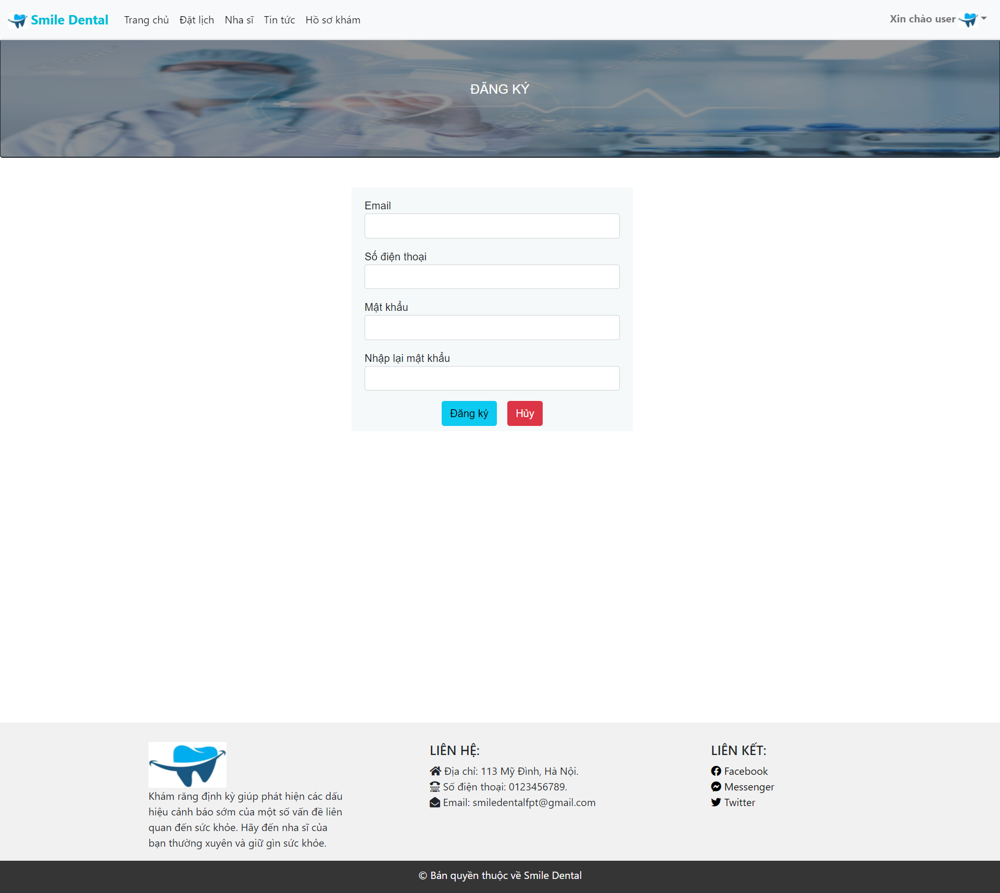 Smile Dental
Trang chủ
Đặt lịch
Nha sĩ
Tin tức
Hồ sơ khám
Xin chào user
ĐĂNG KÝ
Email
Số điện thoại
Mật khẩu
Nhập lại mật khẩu
Đăng ký
Hủy
Khám răng định kỳ giúp phát hiện các dấu
hiệu cảnh báo sớm của một số vấn đề liên
quan đến sức khỏe. Hãy đến nha sĩ của
bạn thường xuyên và giữ gìn sức khỏe.
LIÊN HỆ:
Địa chỉ: 113 Mỹ Đình, Hà Nội.
Số điện thoại: 0123456789.
Email: smiledentalfpt@gmail.com
LIÊN KẾT:
Facebook
Messenger
Twitter
© Bản quyền thuộc về Smile Dental